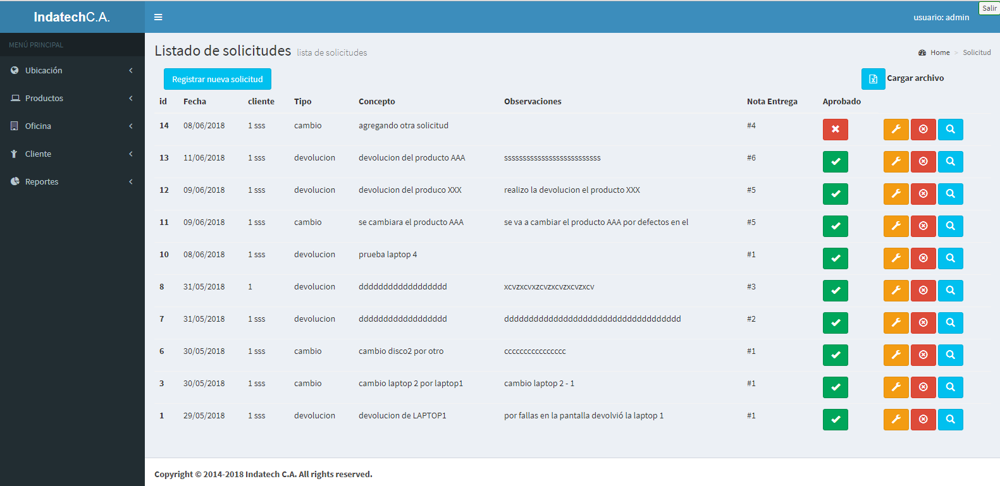 IndatechC.A.
usuario: admin
Salir
MENÚ PRINCIPAL
Ubicación
Productos
Oficina
Cliente
Reportes
Listado de solicitudes lista de solicitudes
Home > Solicitud
Registrar nueva solicitud
Cargar archivo
id Fecha cliente Tipo Concepto Observaciones Nota Entrega Aprobado
14 08/06/2018 1 sss cambio agregando otra solicitud #4
13 11/06/2018 1 sss devolucion devolucion del producto AAA ssssssssssssssssssssssssss #6
12 09/06/2018 1 sss devolucion devolucion del produco XXX realizo la devolucion el producto XXX #5
11 09/06/2018 1 sss cambio se cambiara el producto AAA se va a cambiar el producto AAA por defectos en el #5
10 08/06/2018 1 sss devolucion prueba laptop 4 #1
8 31/05/2018 1 devolucion dddddddddddddddddd xcvzxcvxzcvzxcvzxcvzxcv #3
7 31/05/2018 1 sss devolucion dddddddddddddddddd dddddddddddddddddddddddddddddddddddd #2
6 30/05/2018 1 sss cambio cambio disco2 por otro cccccccccccccccc #1
3 30/05/2018 1 sss cambio cambio laptop 2 por laptop1 cambio laptop 2 - 1 #1
1 29/05/2018 1 sss devolucion devolucion de LAPTOP1 por fallas en la pantalla devolvió la laptop 1 #1
Copyright © 2014-2018 Indatech C.A. All rights reserved.